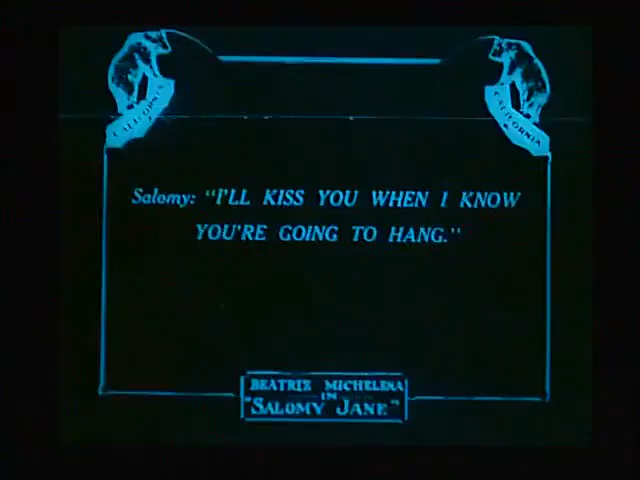 CALIFORNIA
CALIFORNIA
Salomy: "I'LL KISS YOU WHEN I KNOW
YOU'RE GOING TO HANG."
BEATRIZ MICHELENA
IN
"SALOMY JANE"